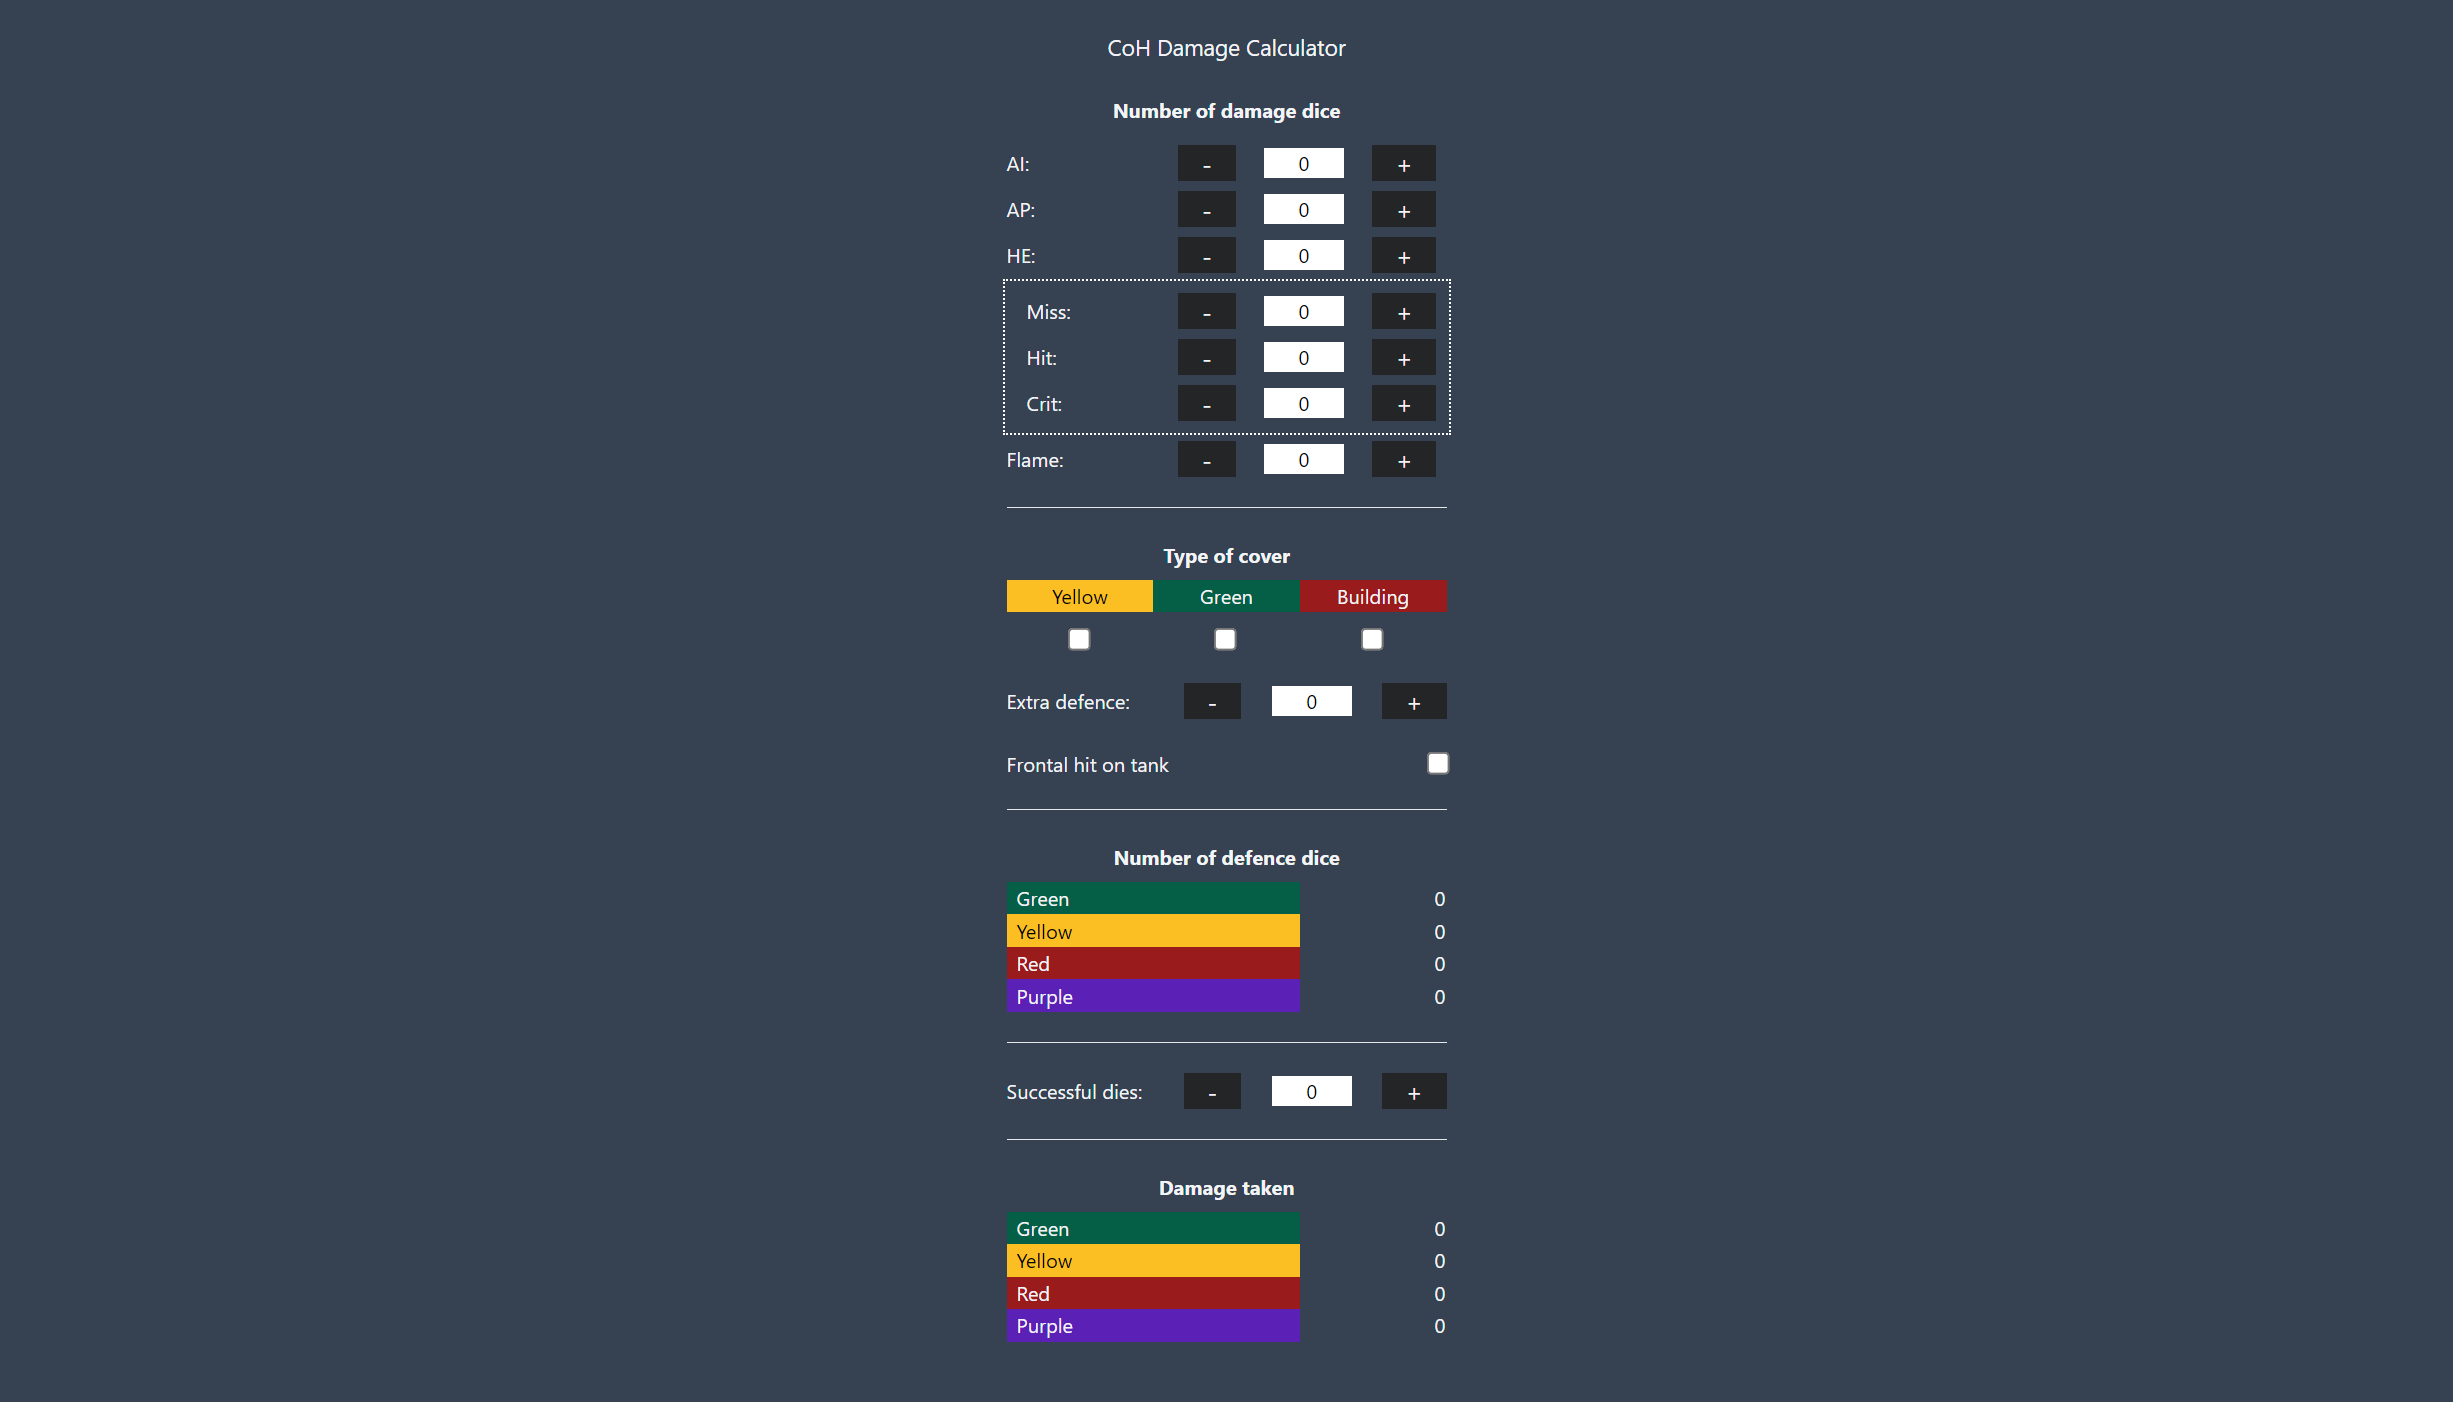 CoH Damage Calculator
Number of damage dice
AI: - 0 +
AP: - 0 +
HE: - 0 +
Miss: - 0 +
Hit: - 0 +
Crit: - 0 +
Flame: - 0 +
Type of cover
Yellow Green Building
Extra defence: - 0 +
Frontal hit on tank
Number of defence dice
Green 0
Yellow 0
Red 0
Purple 0
Successful dies: - 0 +
Damage taken
Green 0
Yellow 0
Red 0
Purple 0